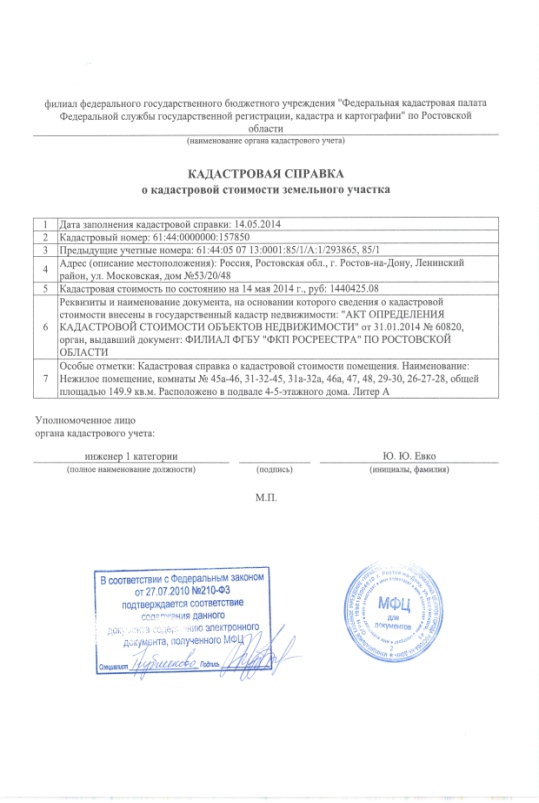 филиал федерального государственного бюджетного учреждения "Федеральная кадастровая палата
Федеральной службы государственной регистрации, кадастра и картографии" по Ростовской
области
(наименование органа кадастрового учета)
КАДАСТРОВАЯ СПРАВКА
о кадастровой стоимости земельного участка
1 Дата заполнения кадастровой справки: 14.05.2014
2 Кадастровый номер: 61:44:0000000:157850
3 Предыдущие учетные номера: 61:44:05 07 13:0001:85/1/А:1/293865, 85/1
4 Адрес (описание местоположения): Россия, Ростовская обл., г. Ростов-на-Дону, Ленинский
район, ул. Московская, дом №53/20/48
5 Кадастровая стоимость по состоянию на 14 мая 2014 г., руб: 1440425.08
6 Реквизиты и наименование документа, на основании которого сведения о кадастровой
стоимости внесены в государственный кадастр недвижимости: "АКТ ОПРЕДЕЛЕНИЯ
КАДАСТРОВОЙ СТОИМОСТИ ОБЪЕКТОВ НЕДВИЖИМОСТИ" от 31.01.2014 № 60820,
орган, выдавший документ: ФИЛИАЛ ФГБУ "ФКП РОСРЕЕСТРА" ПО РОСТОВСКОЙ
ОБЛАСТИ
7 Особые отметки: Кадастровая справка о кадастровой стоимости помещения. Наименование:
Нежилое помещение, комнаты № 45а-46, 31-32-45, 31а-32а, 46а, 47, 48, 29-30, 26-27-28, общей
площадью 149.9 кв.м. Расположено в подвале 4-5-этажного дома. Литер А
Уполномоченное лицо
органа кадастрового учета:
инженер 1 категории Ю. Ю. Евко
(полное наименование должности) (подпись) (инициалы, фамилия)
М.П.
В соответствии с Федеральным законом
от 27.07.2010 №210-ФЗ
подтверждается соответствие
содержания данного
документа содержанию электронного
документа, полученного МФЦ
Специалист Подпись
МФЦ
для
документов
2